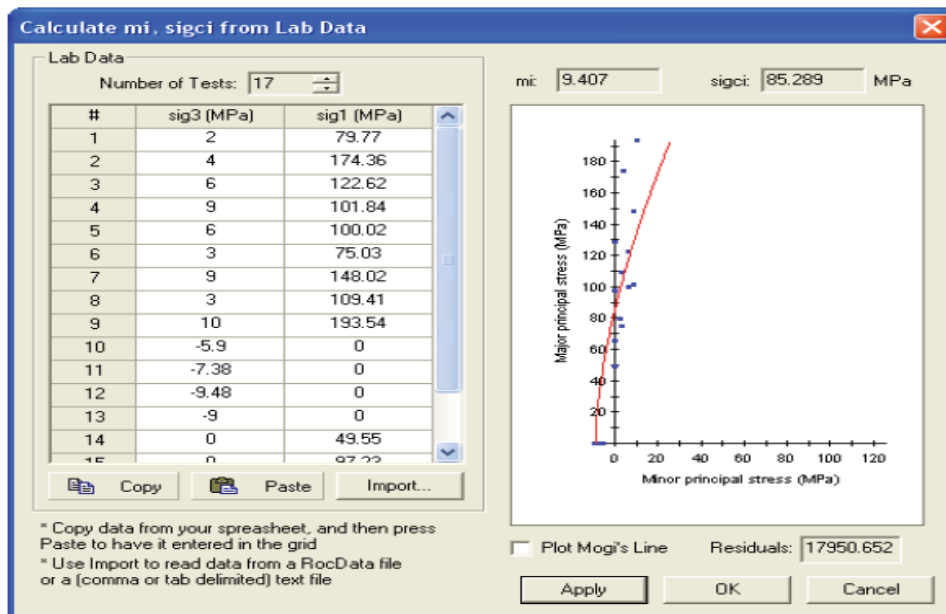 Calculate mi, sigci from Lab Data
Lab Data
Number of Tests: 17
# sig3 (MPa) sig1 (MPa)
1 2 79.77
2 4 174.36
3 6 122.62
4 9 101.84
5 6 100.02
6 3 75.03
7 9 148.02
8 3 109.41
9 10 193.54
10 -5.9 0
11 -7.38 0
12 -9.48 0
13 -9 0
14 0 49.55
15 0 97.23
Copy Paste Import...
* Copy data from your spreasheet, and then press
Paste to have it entered in the grid
* Use Import to read data from a RocData file
or a (comma or tab delimited) text file
mi: 9.407 sigci: 85.289 MPa
Major principal stress (MPa)
180
160
140
120
100
80
60
40
20
0 20 40 60 80 100 120
Minor principal stress (MPa)
Plot Mogi's Line Residuals: 17950.652
Apply OK Cancel